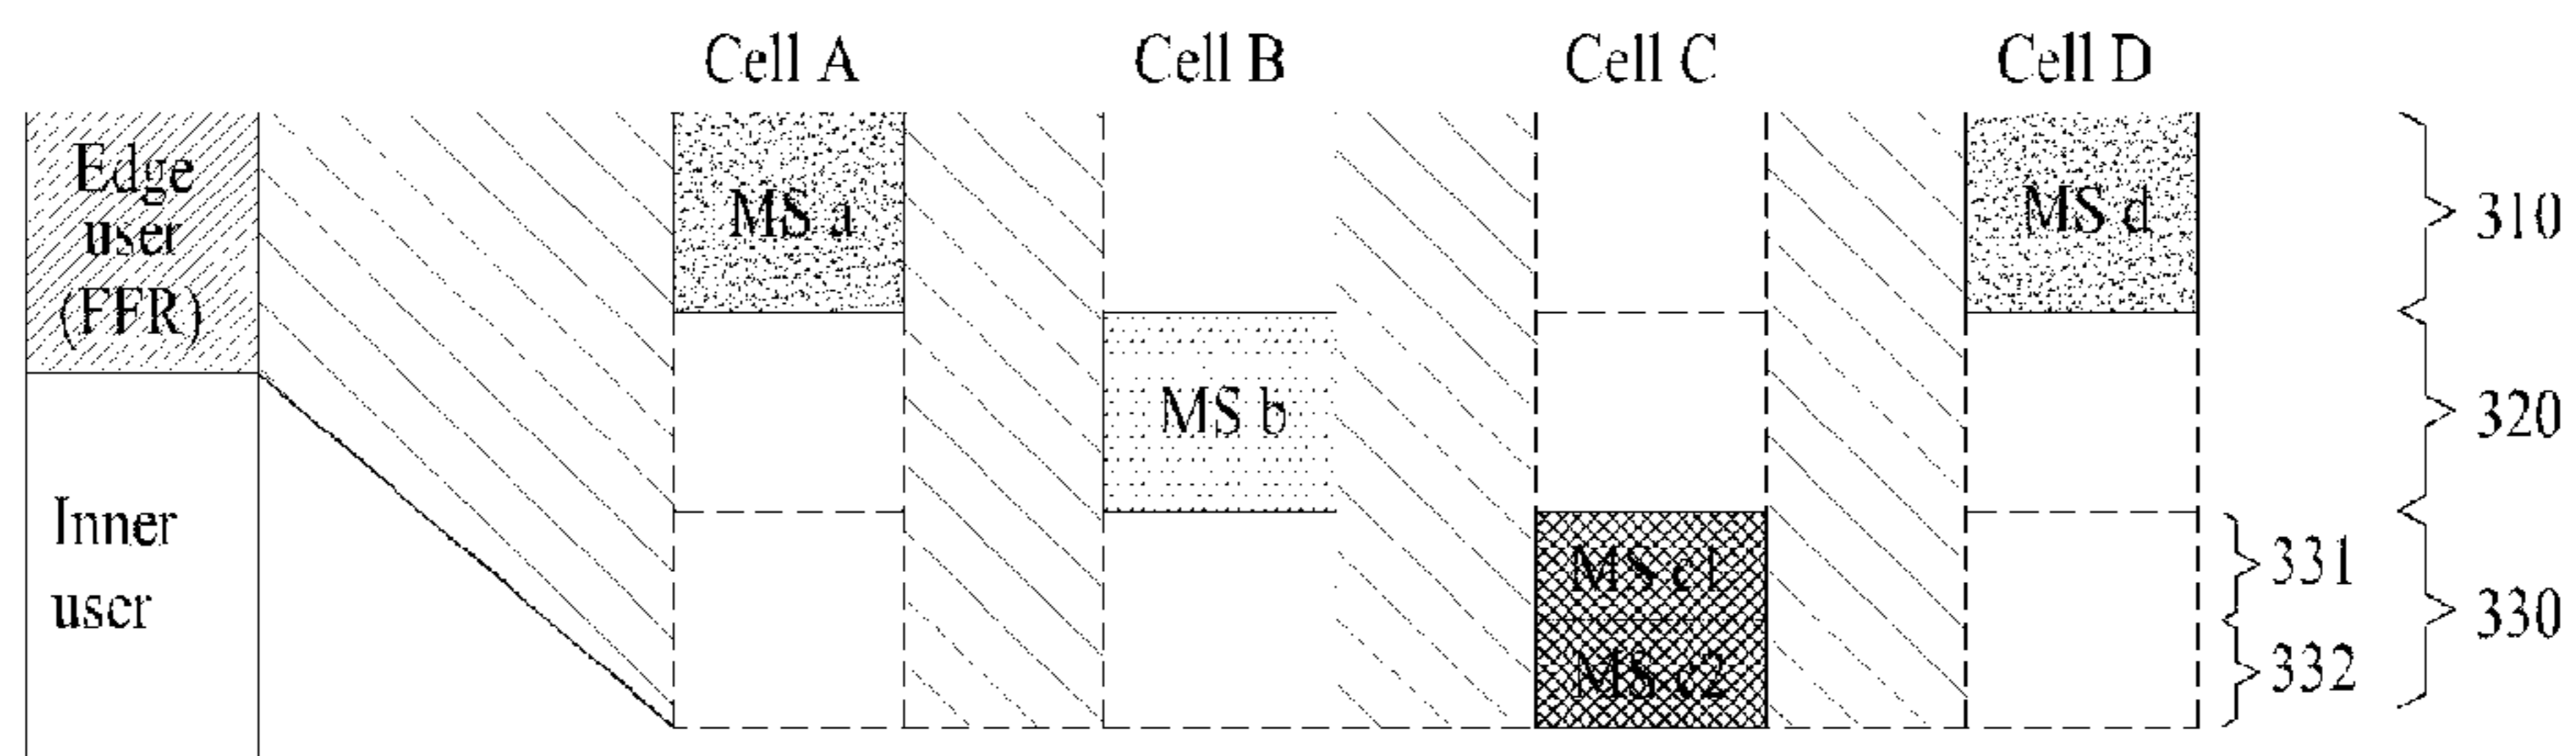 Cell A
Cell B
Cell C
Cell D
Edge
user
(FFR)
MS a
MS d
310
MS b
320
Inner
user
MS c1
331
330
MS c2
332